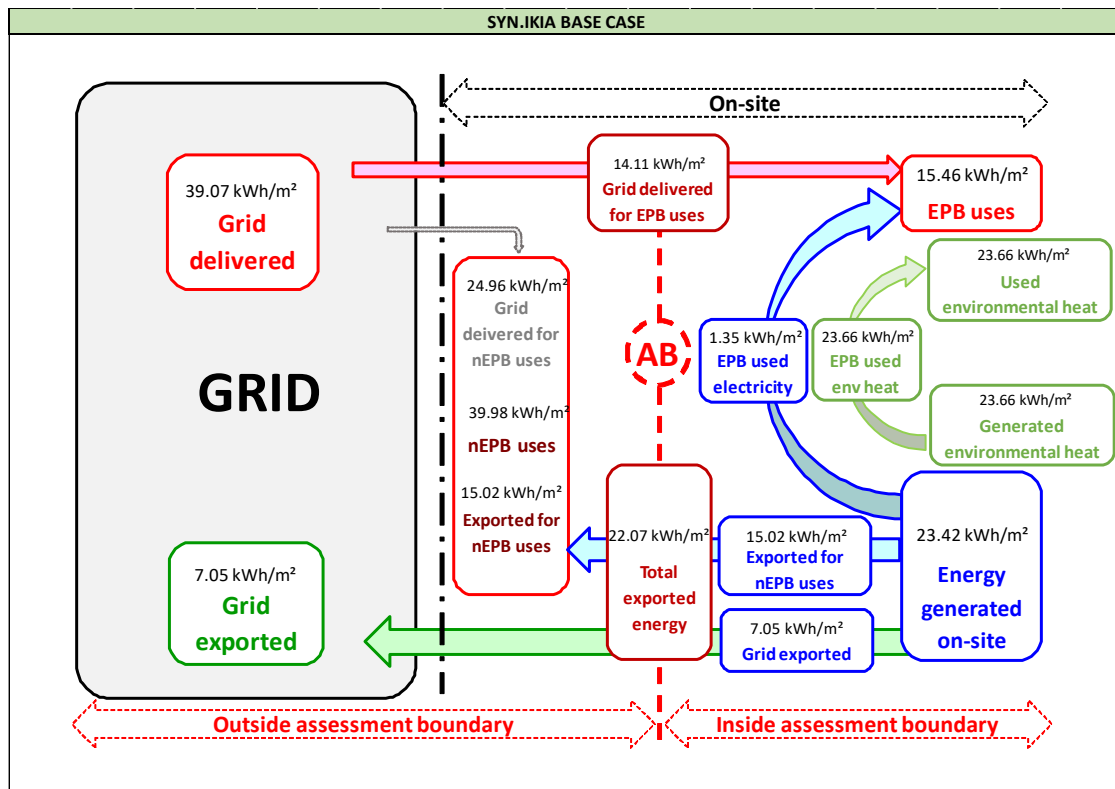 SYN.IKIA BASE CASE
On-site
14.11 kWh/m²
Grid delivered
for EPB uses
15.46 kWh/m²
EPB uses
39.07 kWh/m²
Grid
delivered
24.96 kWh/m²
Grid
deivered for
nEPB uses
39.98 kWh/m²
nEPB uses
15.02 kWh/m²
Exported for
nEPB uses
23.66 kWh/m²
Used
environmental heat
AB
1.35 kWh/m²
EPB used
electricity
23.66 kWh/m²
EPB used
env heat
GRID
23.66 kWh/m²
Generated
environmental heat
22.07 kWh/m²
Total
exported
energy
15.02 kWh/m²
Exported for
nEPB uses
23.42 kWh/m²
Energy
generated
on-site
7.05 kWh/m²
Grid
exported
7.05 kWh/m²
Grid exported
Outside assessment boundary
Inside assessment boundary